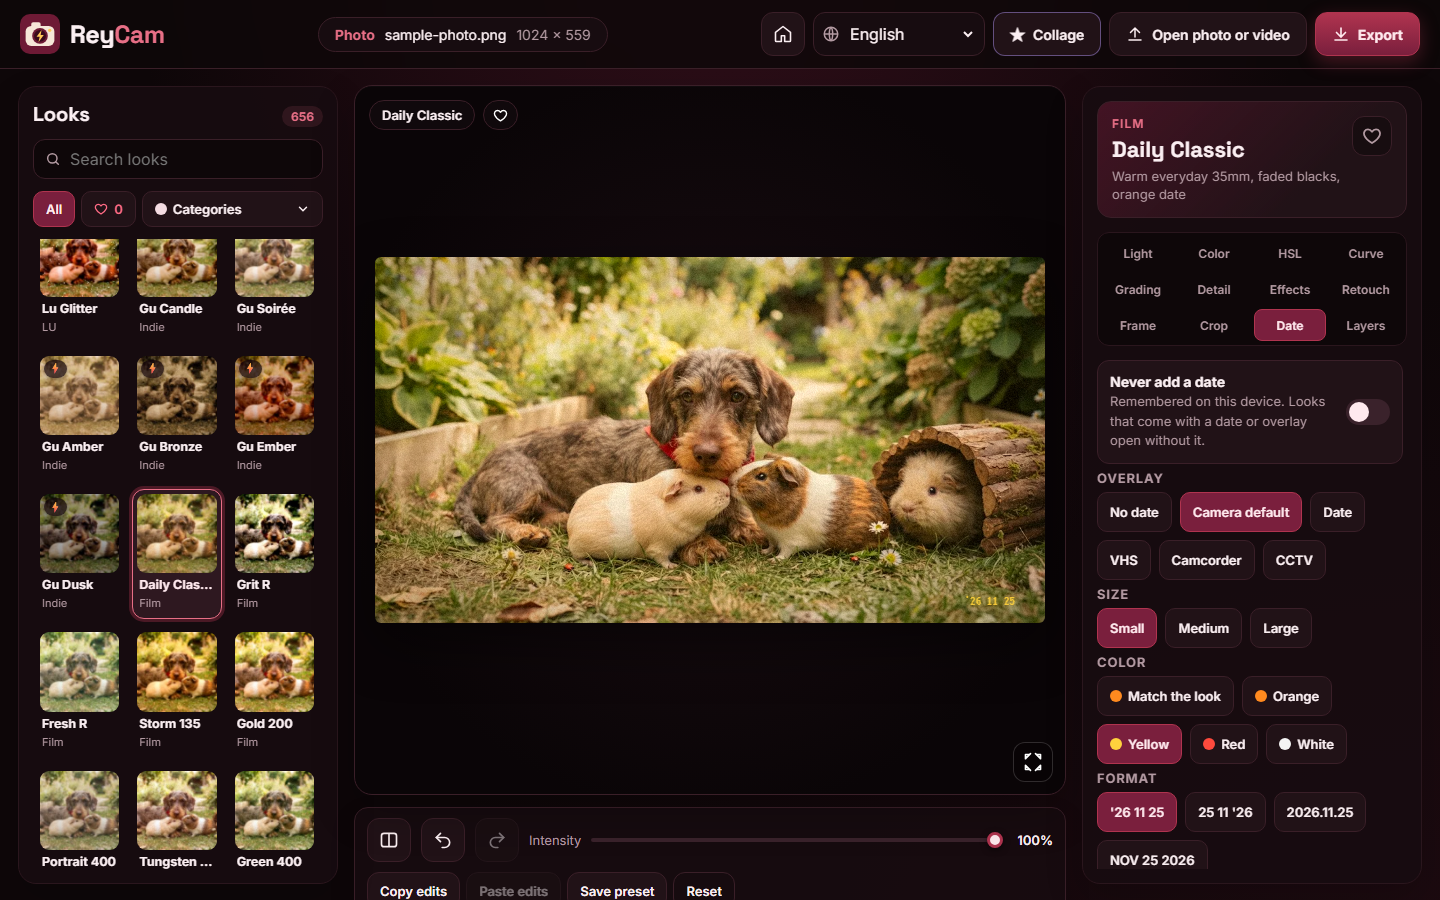 ReyCam
Photo sample-photo.png 1024 × 559
English
Collage
Open photo or video
Export
Looks
656
Search looks
All
0
Categories
Lu Glitter
LU
Gu Candle
Indie
Gu Soirée
Indie
Gu Amber
Indie
Gu Bronze
Indie
Gu Ember
Indie
Gu Dusk
Indie
Daily Clas...
Film
Grit R
Film
Fresh R
Film
Storm 135
Film
Gold 200
Film
Portrait 400
Tungsten ...
Green 400
Daily Classic
'26 11 25
Intensity
100%
Copy edits
Paste edits
Save preset
Reset
FILM
Daily Classic
Warm everyday 35mm, faded blacks,
orange date
Light Color HSL Curve
Grading Detail Effects Retouch
Frame Crop Date Layers
Never add a date
Remembered on this device. Looks
that come with a date or overlay
open without it.
OVERLAY
No date Camera default Date
VHS Camcorder CCTV
SIZE
Small Medium Large
COLOR
Match the look Orange
Yellow Red White
FORMAT
'26 11 25 25 11 '26 2026.11.25
NOV 25 2026